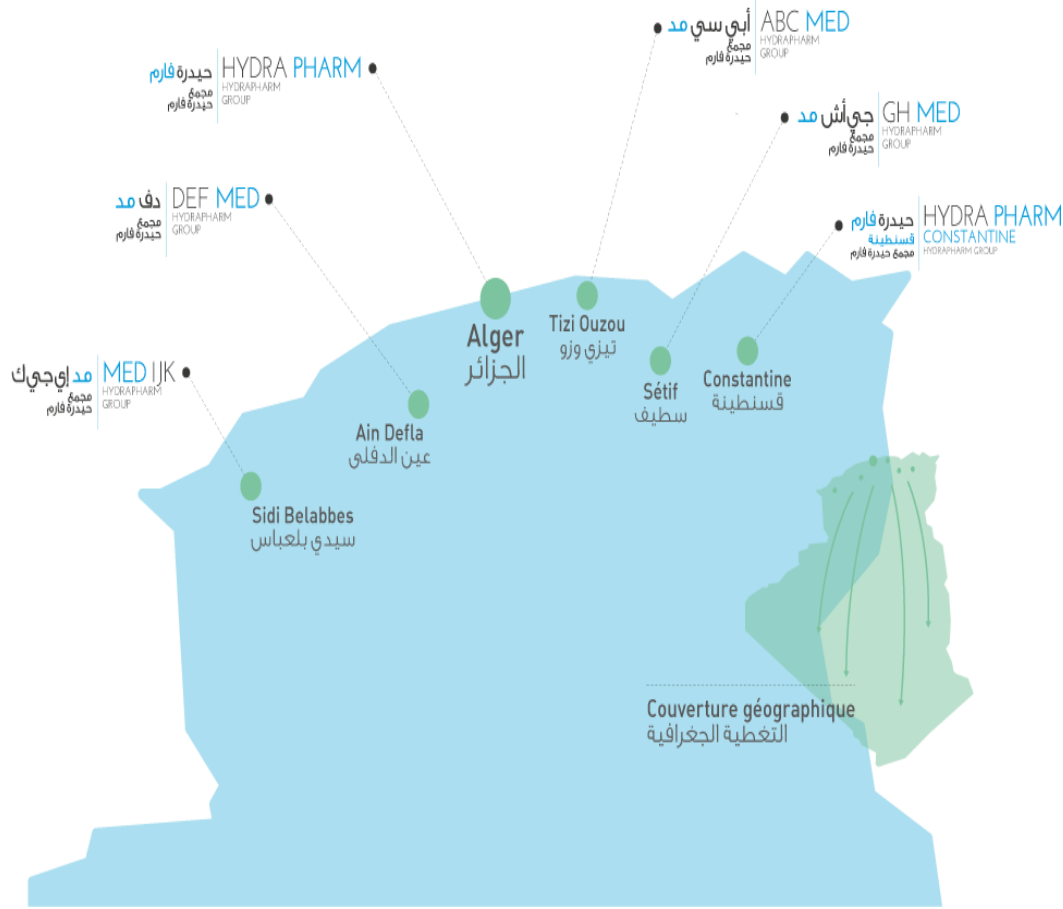 أبي سي مد
مجمع
حيدرة فارم
ABC MED
HYDRAPHARM
GROUP
حيدرة فارم
مجمع
حيدرة فارم
HYDRA PHARM
HYDRAPHARM
GROUP
جي أش مد
مجمع
حيدرة فارم
GH MED
HYDRAPHARM
GROUP
دف مد
مجمع
حيدرة فارم
DEF MED
HYDRAPHARM
GROUP
حيدرة فارم
قسنطينة
مجمع حيدرة فارم
HYDRA PHARM
CONSTANTINE
HYDRAPHARM GROUP
مد إي جي ك
مجمع
حيدرة فارم
MED IJK
HYDRAPHARM
GROUP
Alger
الجزائر
Tizi Ouzou
تيزي وزو
Sétif
سطيف
Constantine
قسنطينة
Ain Defla
عين الدفلى
Sidi Belabbes
سيدي بلعباس
Couverture géographique
التغطية الجغرافية